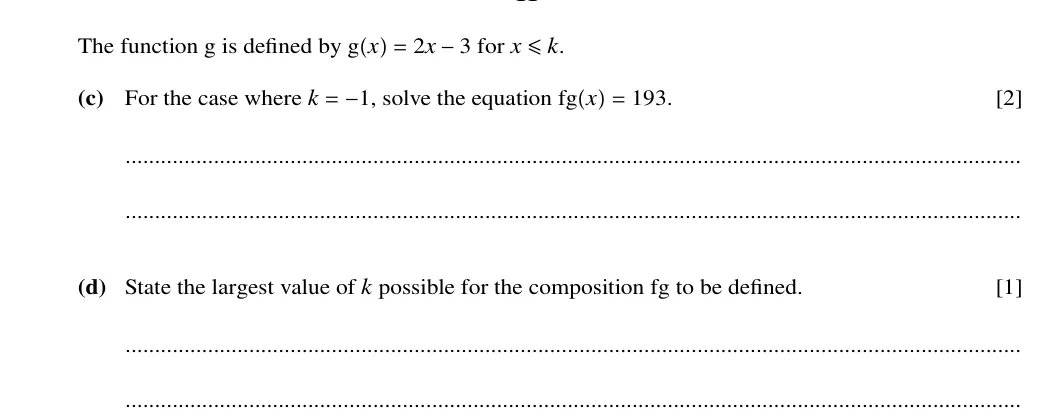 The function g is defined by g(x) = 2x − 3 for x ⩽ k.
(c) For the case where k = −1, solve the equation fg(x) = 193. [2]
(d) State the largest value of k possible for the composition fg to be defined. [1]